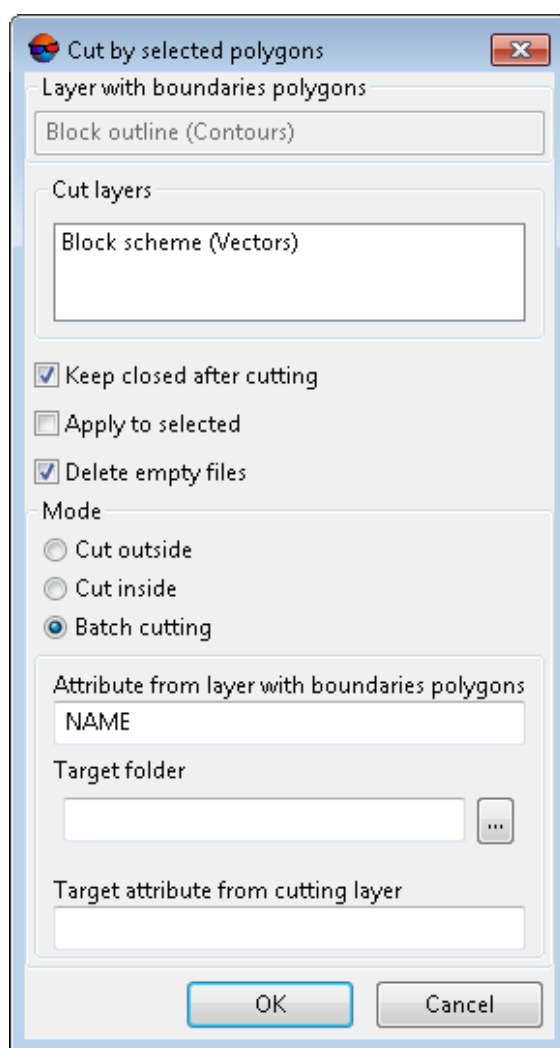 Cut by selected polygons
Layer with boundaries polygons
Block outline (Contours)
Cut layers
Block scheme (Vectors)
Keep closed after cutting
Apply to selected
Delete empty files
Mode
Cut outside
Cut inside
Batch cutting
Attribute from layer with boundaries polygons
NAME
Target folder
...
Target attribute from cutting layer
OK Cancel